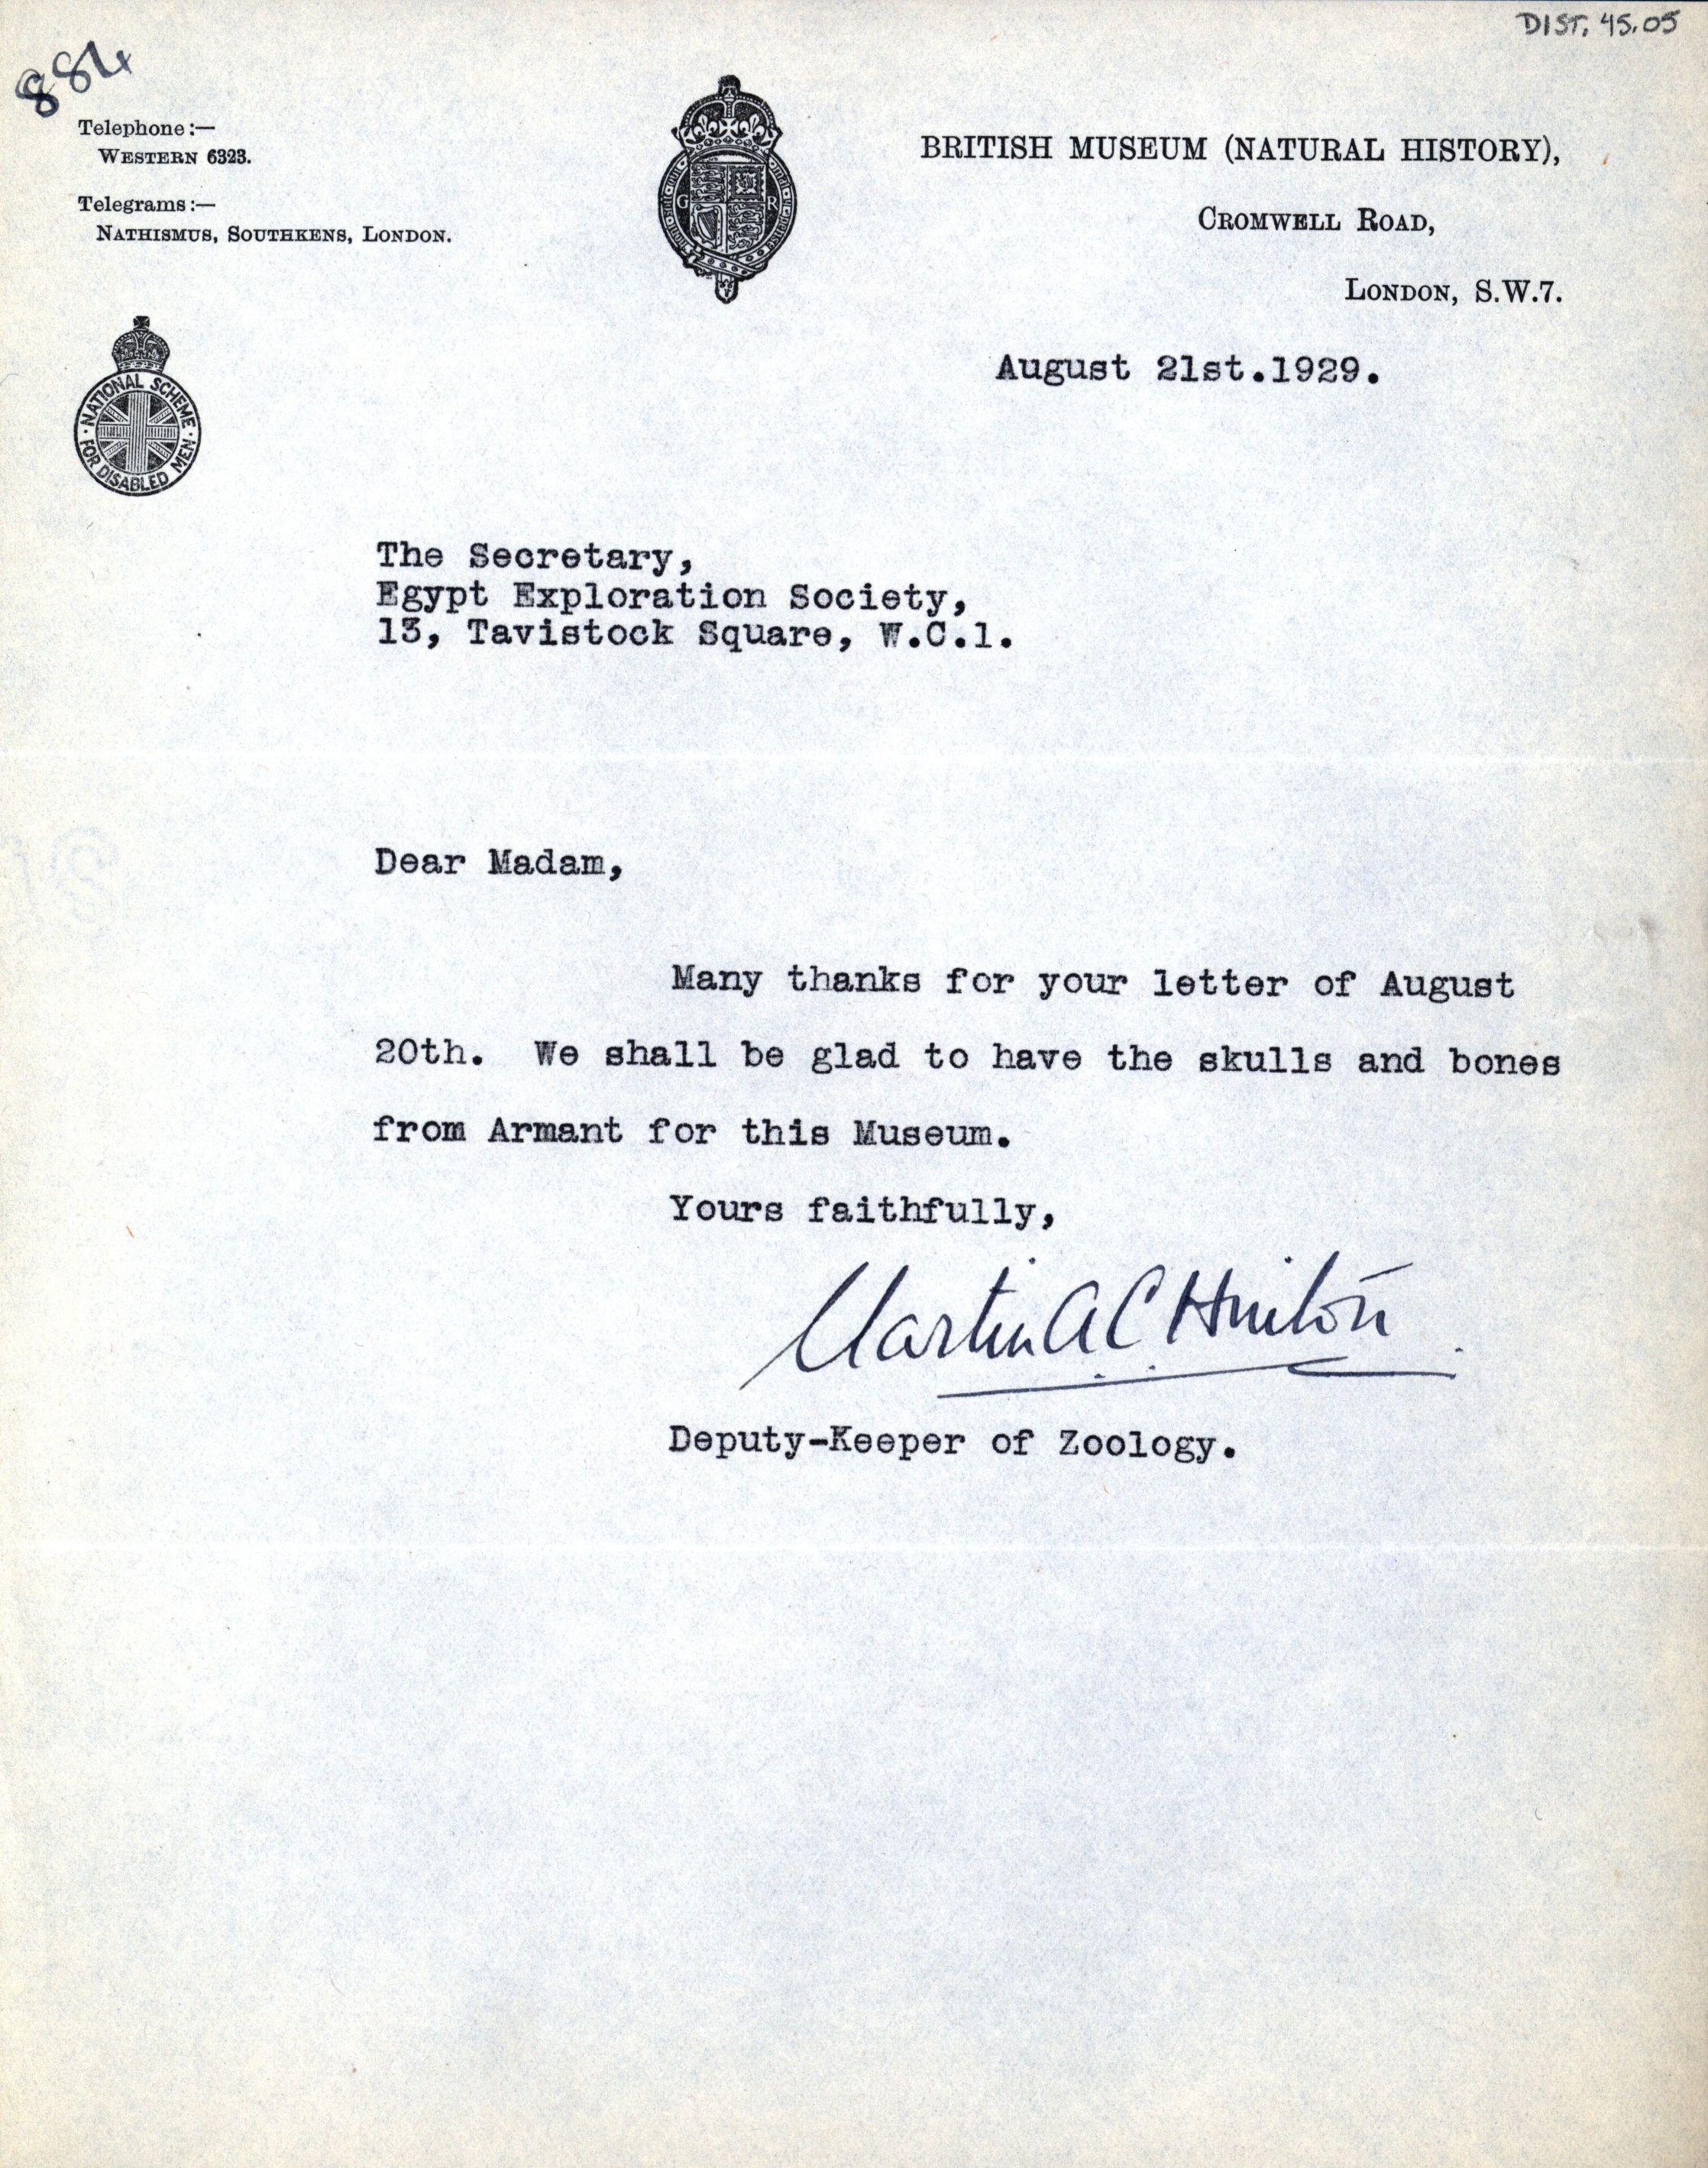 DIST. 45.05
884
Telephone:—
WESTERN 6323.
Telegrams:—
NATHISMUS, SOUTHKENS, LONDON.
G R
BRITISH MUSEUM (NATURAL HISTORY),
CROMWELL ROAD,
LONDON, S.W.7.
August 21st.1929.
NATIONAL SCHEME
FOR DISABLED MEN
The Secretary,
Egypt Exploration Society,
13, Tavistock Square, W.C.1.
Dear Madam,
Many thanks for your letter of August
20th. We shall be glad to have the skulls and bones
from Armant for this Museum.
Yours faithfully,
Martin A C Hinton
Deputy-Keeper of Zoology.